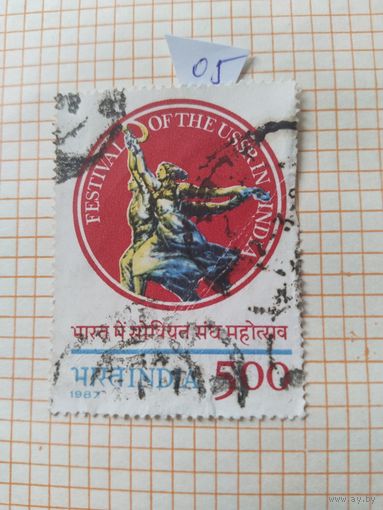 05
FESTIVAL OF THE USSR IN INDIA
भारत में सोवियत संघ महोत्सव
भारत INDIA 500
1987
www.ay.by